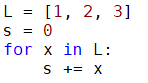 L = [1, 2, 3]
s = 0
for x in L:
    s += x